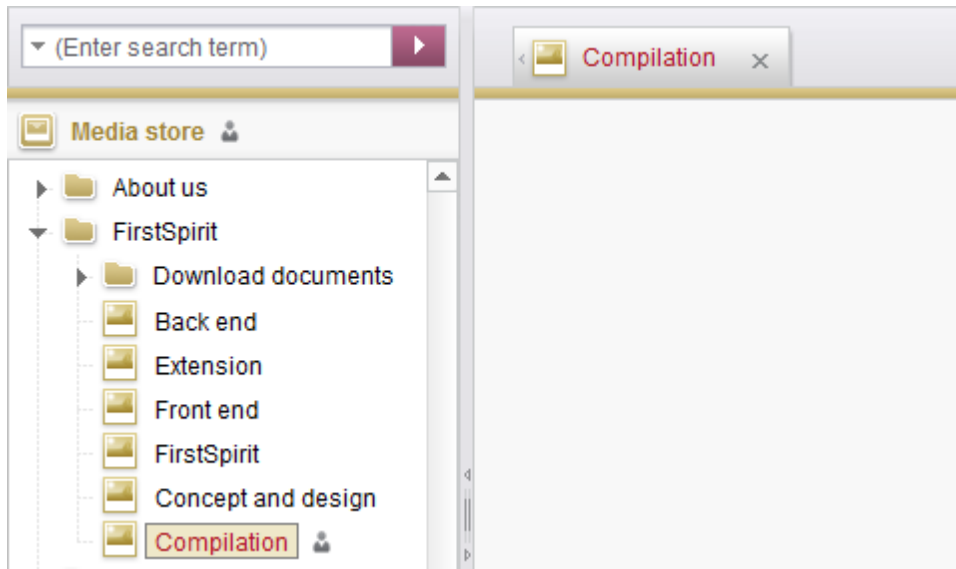 (Enter search term)
Compilation
Media store
About us
FirstSpirit
Download documents
Back end
Extension
Front end
FirstSpirit
Concept and design
Compilation